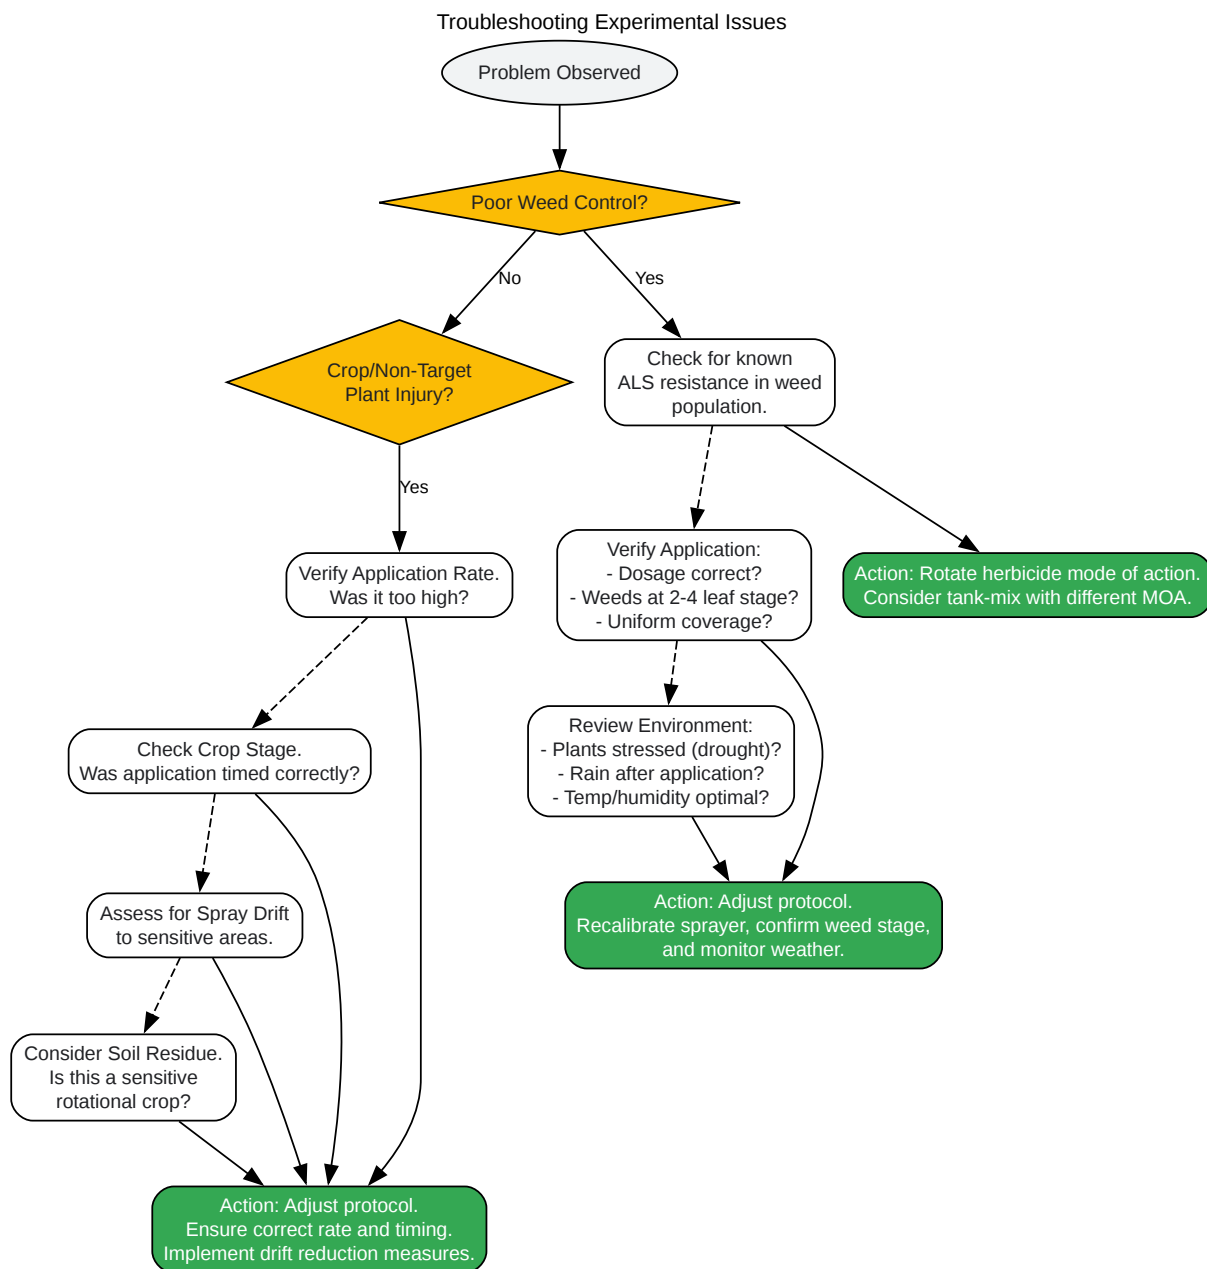 Troubleshooting Experimental Issues
Problem Observed
Poor Weed Control?
No
Yes
Crop/Non-Target
Plant Injury?
Check for known
ALS resistance in weed
population.
Yes
Verify Application Rate.
Was it too high?
Verify Application:
- Dosage correct?
- Weeds at 2-4 leaf stage?
- Uniform coverage?
Action: Rotate herbicide mode of action.
Consider tank-mix with different MOA.
Check Crop Stage.
Was application timed correctly?
Review Environment:
- Plants stressed (drought)?
- Rain after application?
- Temp/humidity optimal?
Assess for Spray Drift
to sensitive areas.
Action: Adjust protocol.
Recalibrate sprayer, confirm weed stage,
and monitor weather.
Consider Soil Residue.
Is this a sensitive
rotational crop?
Action: Adjust protocol.
Ensure correct rate and timing.
Implement drift reduction measures.